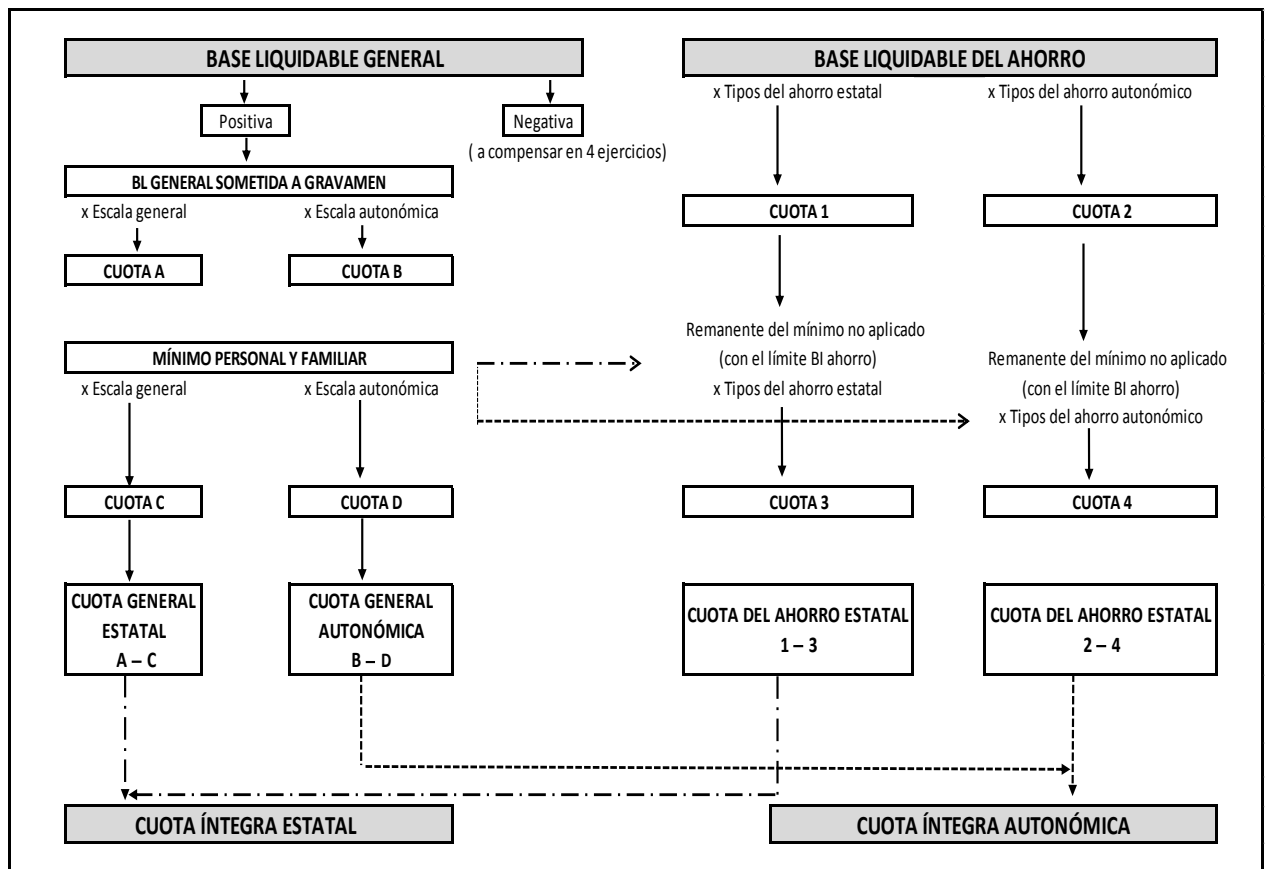 BASE LIQUIDABLE GENERAL
Positiva
Negativa
( a compensar en 4 ejercicios)
BL GENERAL SOMETIDA A GRAVAMEN
x Escala general
x Escala autonómica
CUOTA A
CUOTA B
MÍNIMO PERSONAL Y FAMILIAR
x Escala general
x Escala autonómica
CUOTA C
CUOTA D
CUOTA GENERAL
ESTATAL
A – C
CUOTA GENERAL
AUTONÓMICA
B – D
BASE LIQUIDABLE DEL AHORRO
x Tipos del ahorro estatal
x Tipos del ahorro autonómico
CUOTA 1
CUOTA 2
Remanente del mínimo no aplicado
(con el límite BI ahorro)
x Tipos del ahorro estatal
Remanente del mínimo no aplicado
(con el límite BI ahorro)
x Tipos del ahorro autonómico
CUOTA 3
CUOTA 4
CUOTA DEL AHORRO ESTATAL
1 – 3
CUOTA DEL AHORRO ESTATAL
2 – 4
CUOTA ÍNTEGRA ESTATAL
CUOTA ÍNTEGRA AUTONÓMICA